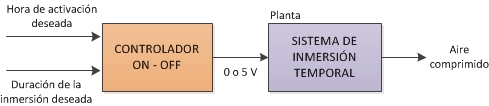 Hora de activación
deseada
Duración de la
inmersión deseada
CONTROLADOR
ON - OFF
0 o 5 V
Planta
SISTEMA DE
INMERSIÓN
TEMPORAL
Aire
comprimido